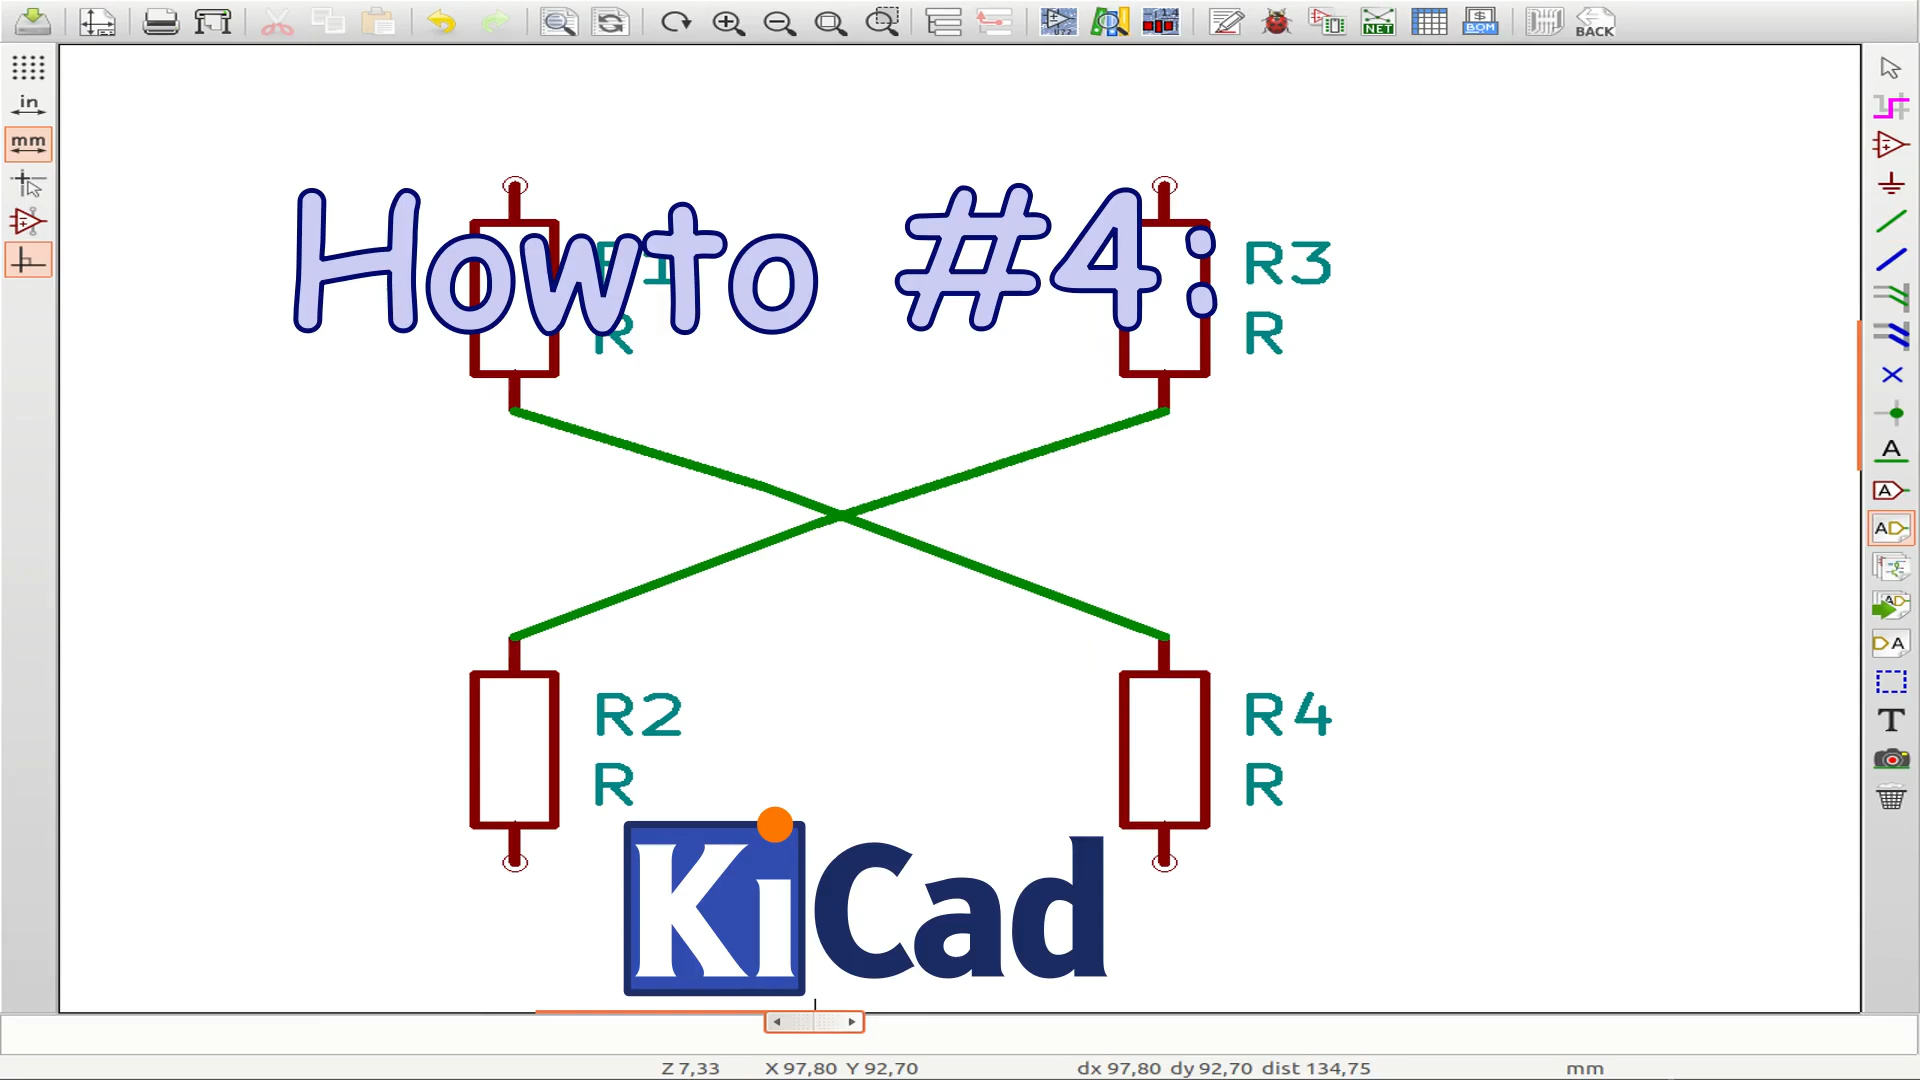 NET
BOM
BACK
in
mm
Howto #4:
R1
R
R3
R
A
A
A
A
T
R2
R
R4
R
KiCad
Z 7,33
X 97,80 Y 92,70
dx 97,80 dy 92,70 dist 134,75
mm